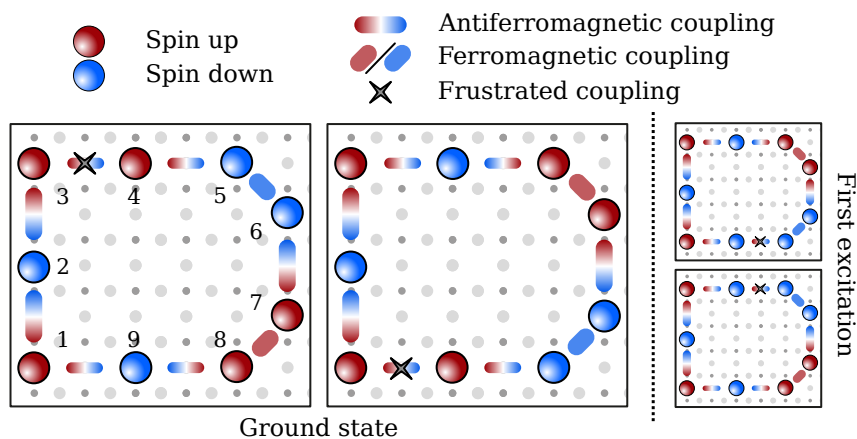 Spin up
Spin down
Antiferromagnetic coupling
Ferromagnetic coupling
Frustrated coupling
3
4
5
6
2
7
1
9
8
Ground state
First excitation